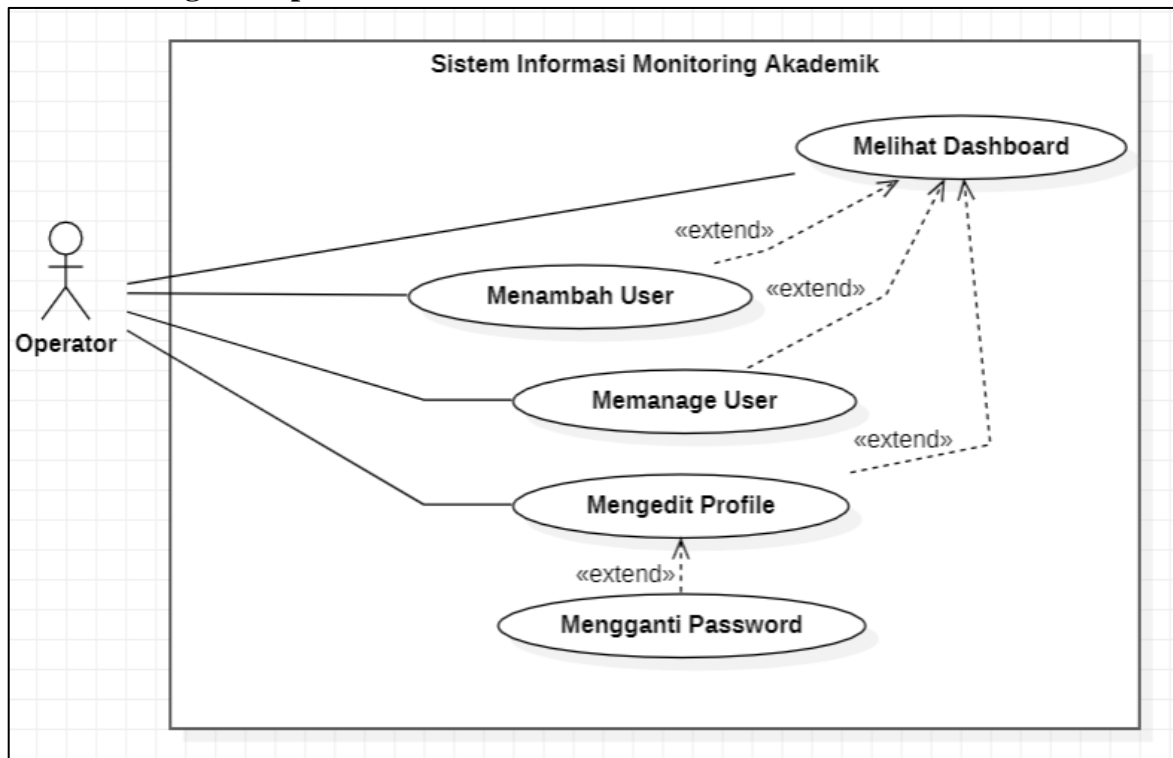 Sistem Informasi Monitoring Akademik
Melihat Dashboard
«extend»
Menambah User
«extend»
Operator
Memanage User
«extend»
Mengedit Profile
«extend»
Mengganti Password